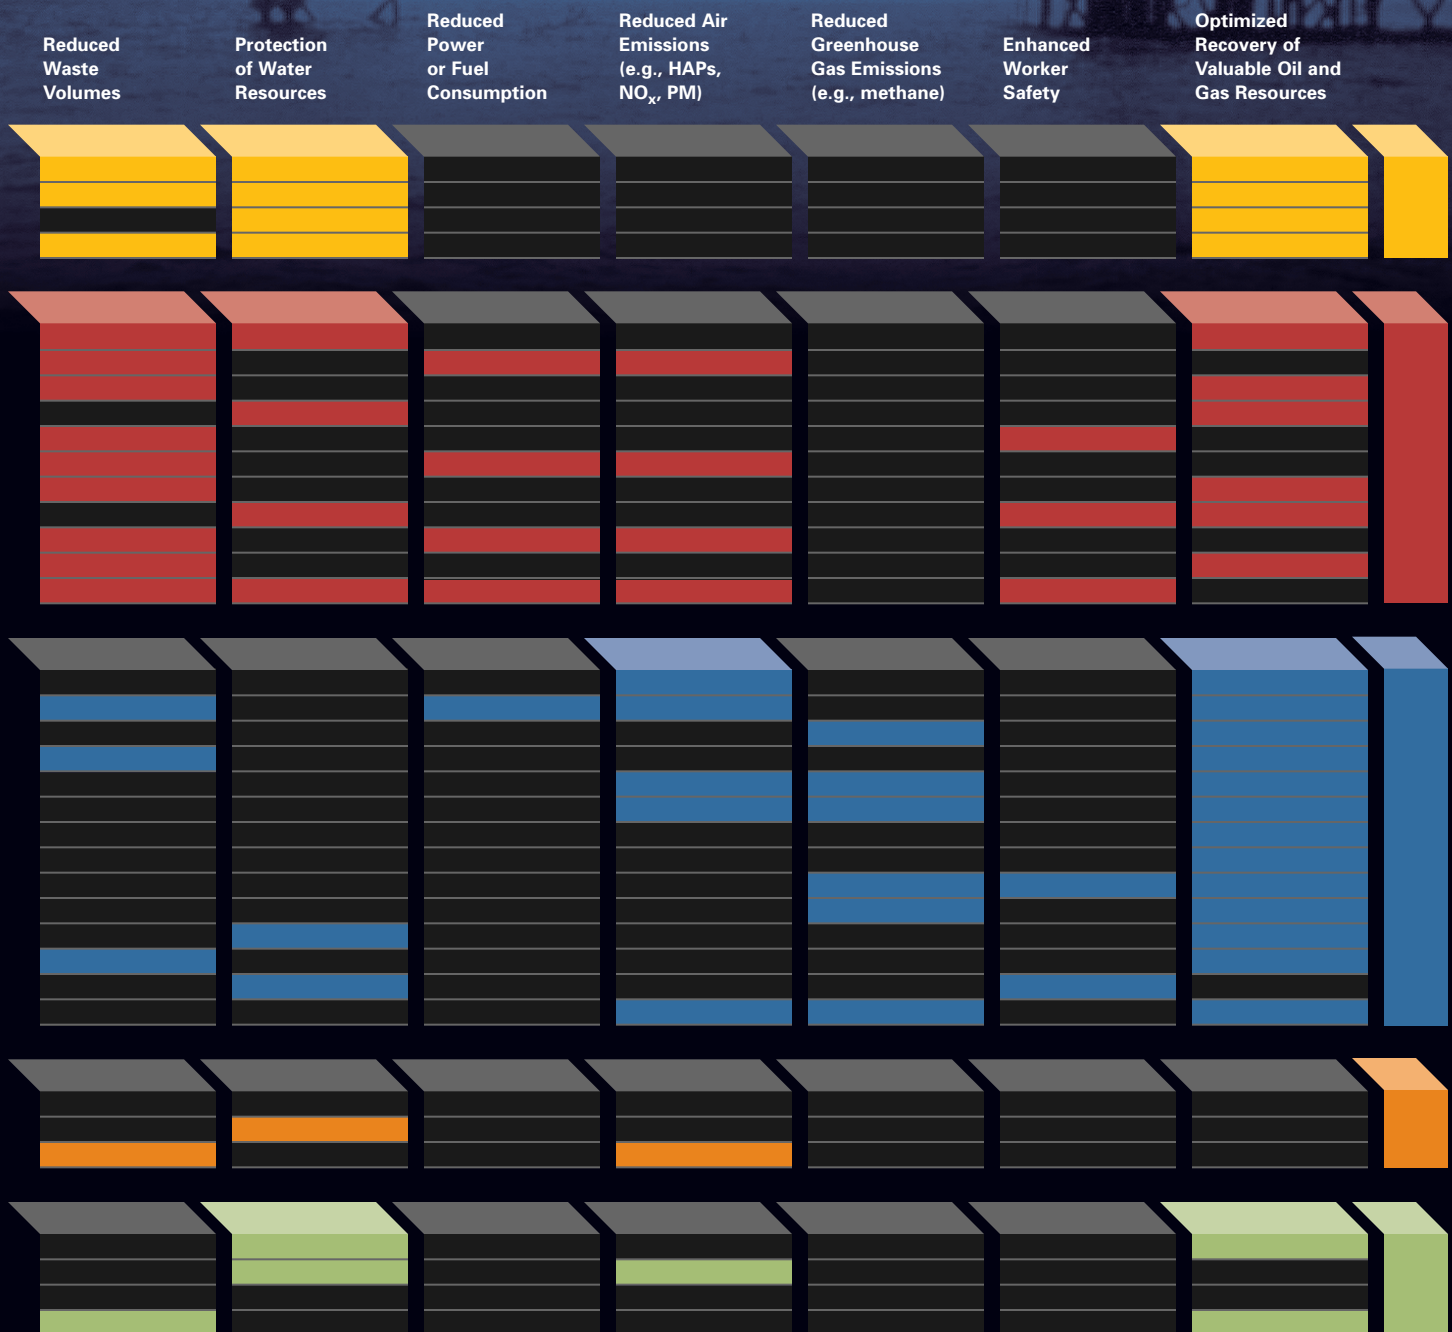 Reduced
Waste
Volumes
Protection
of Water
Resources
Reduced
Power
or Fuel
Consumption
Reduced Air
Emissions
(e.g., HAPs,
NOx, PM)
Reduced
Greenhouse
Gas Emissions
(e.g., methane)
Enhanced
Worker
Safety
Optimized
Recovery of
Valuable Oil and
Gas Resources